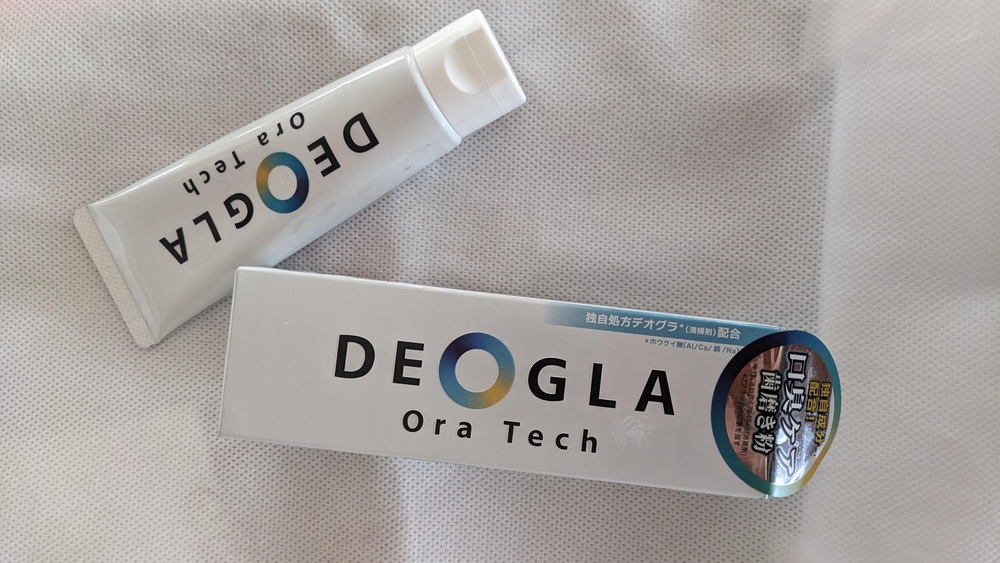 DEOGLA
Ora Tech
独自処方デオグラ*(清掃剤)配合
*ホウケイ酸(Al/Ca/銅/Na)
DEOGLA
Ora Tech
独自成分*
配合!!
口臭ケア
歯磨き粉